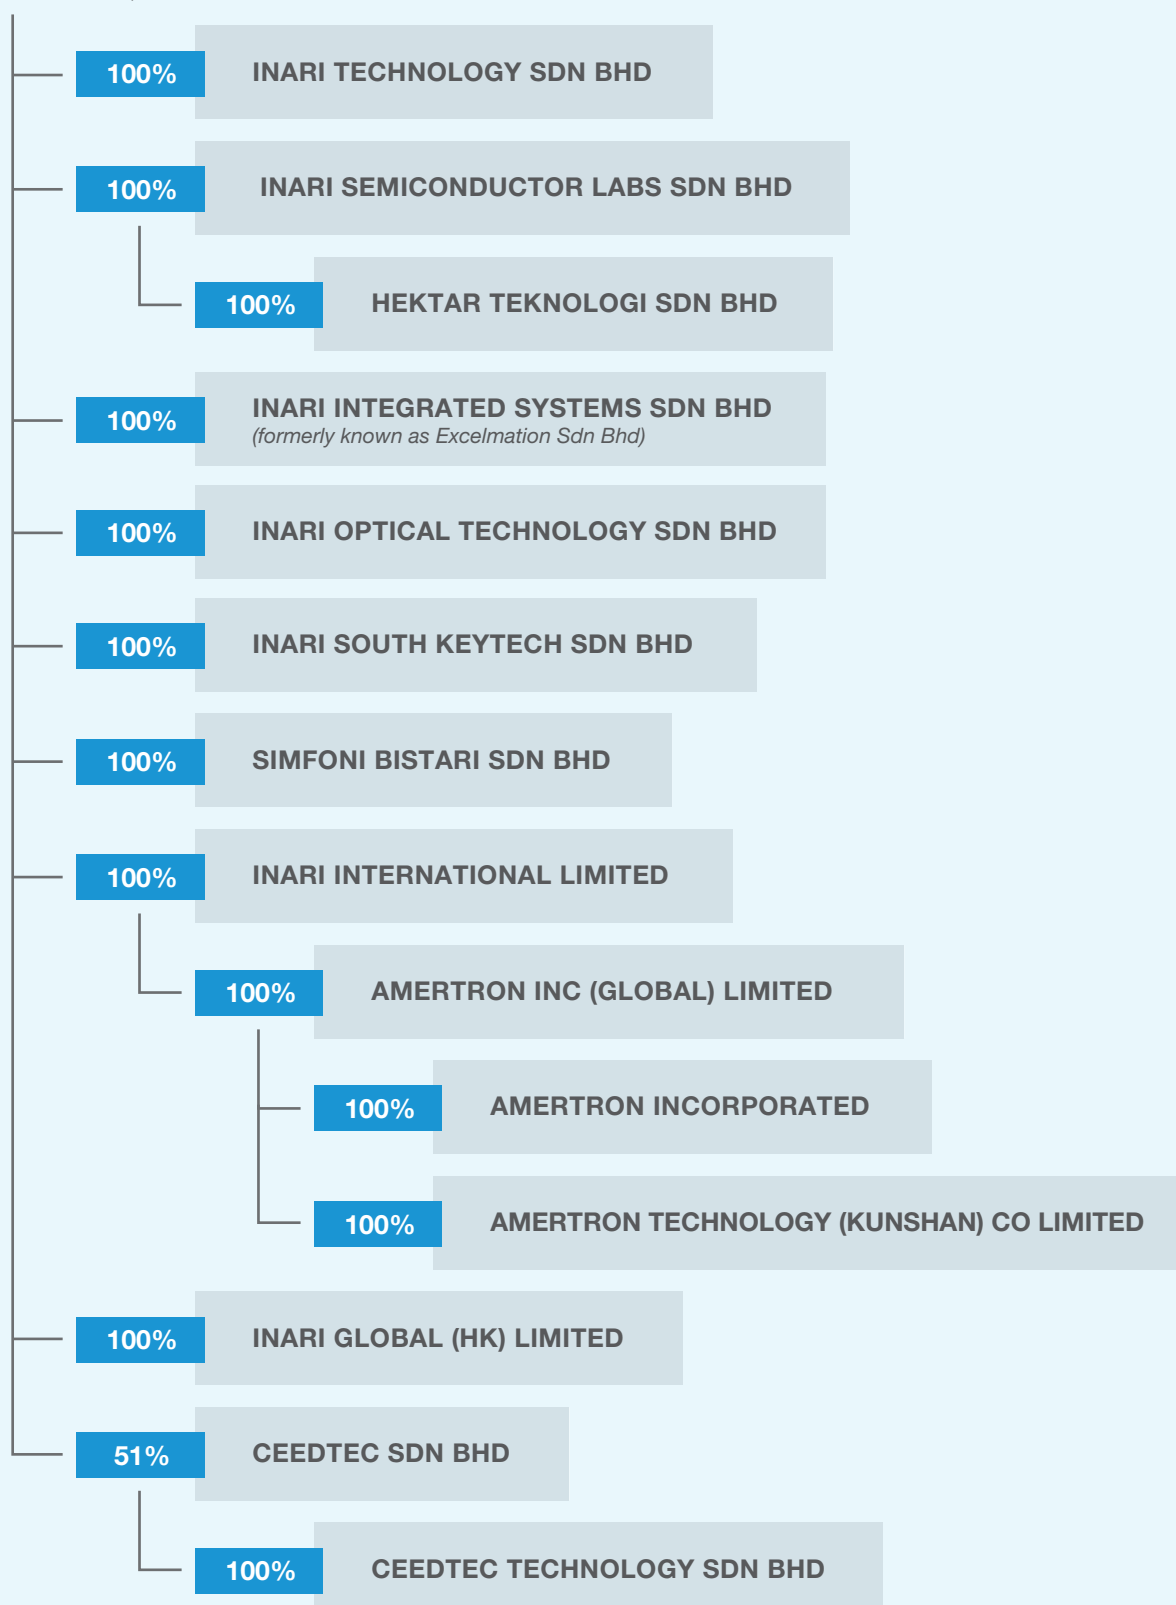 100% INARI TECHNOLOGY SDN BHD
100% INARI SEMICONDUCTOR LABS SDN BHD
100% HEKTAR TEKNOLOGI SDN BHD
100% INARI INTEGRATED SYSTEMS SDN BHD
(formerly known as Excelmation Sdn Bhd)
100% INARI OPTICAL TECHNOLOGY SDN BHD
100% INARI SOUTH KEYTECH SDN BHD
100% SIMFONI BISTARI SDN BHD
100% INARI INTERNATIONAL LIMITED
100% AMERTRON INC (GLOBAL) LIMITED
100% AMERTRON INCORPORATED
100% AMERTRON TECHNOLOGY (KUNSHAN) CO LIMITED
100% INARI GLOBAL (HK) LIMITED
51% CEEDTEC SDN BHD
100% CEEDTEC TECHNOLOGY SDN BHD